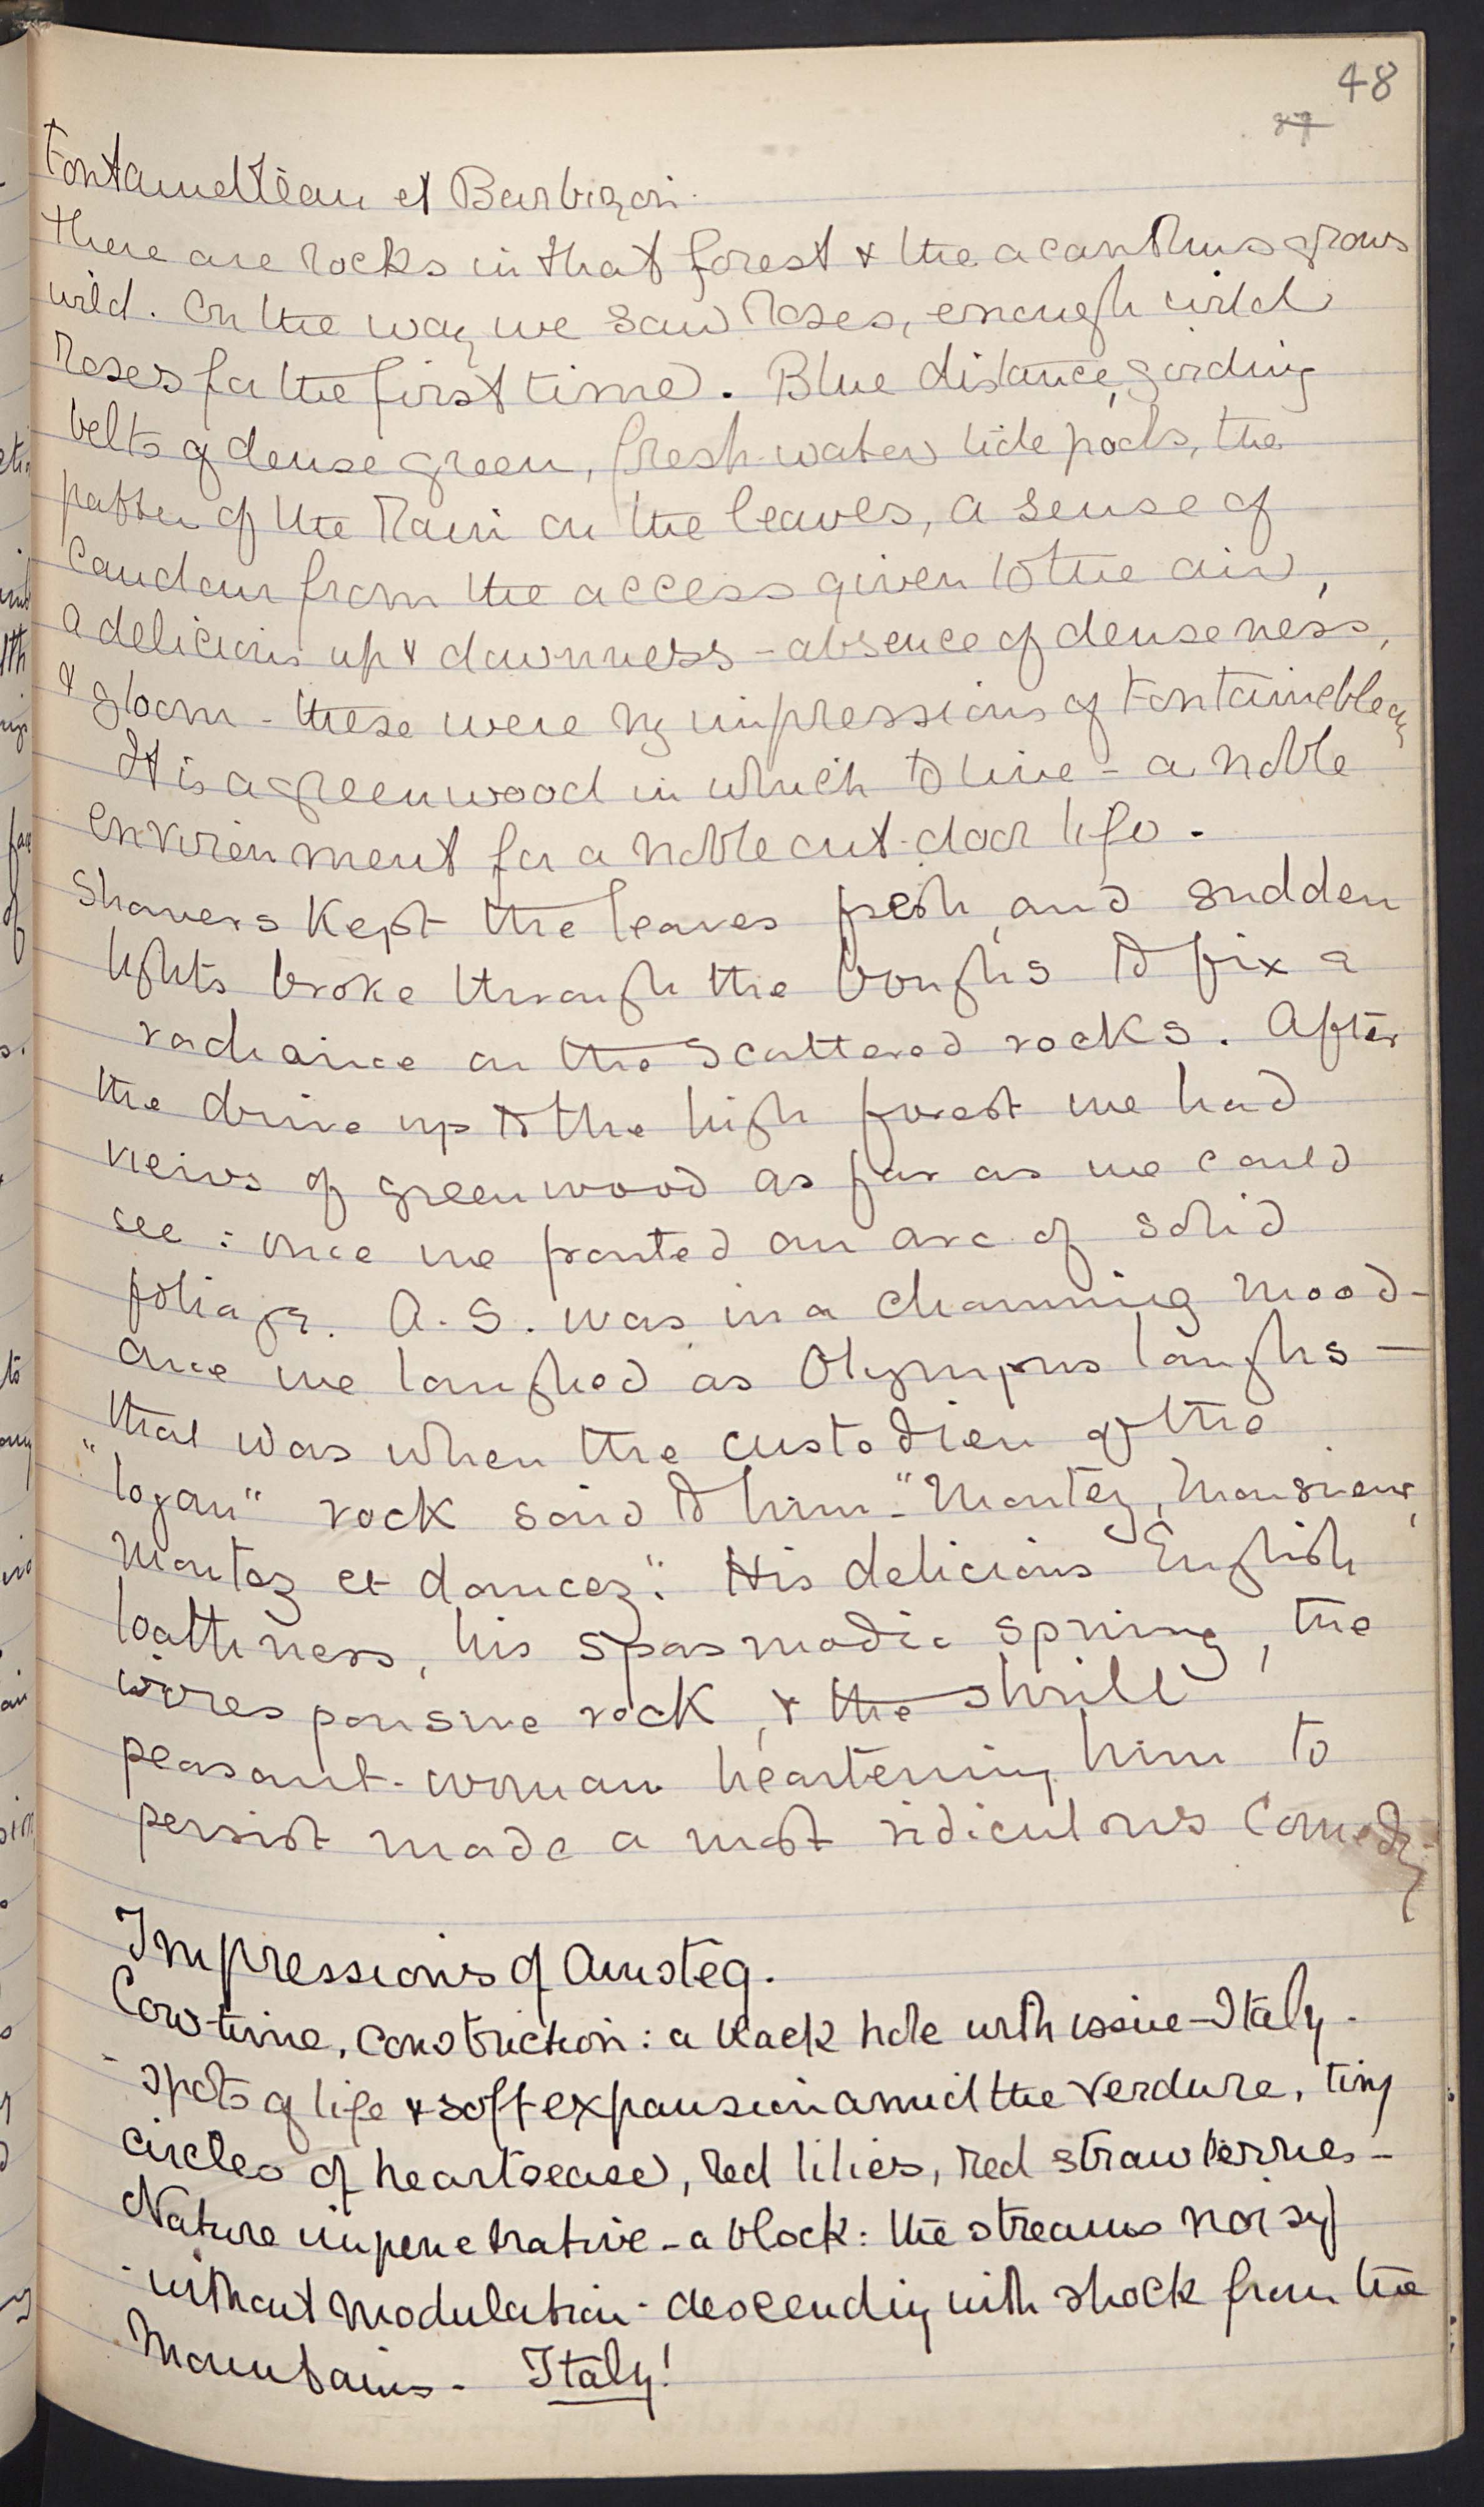 48
Fontainebleau et Barbizon.
There are rocks in that forest & the acanthus grows
wild. On the way we saw roses, enough wild
roses for the first time. Blue distance, girding
belts of dense green, fresh-water tide pools, the
patter of the rain on the leaves, a sense of
candour from the access given to the air,
a delicious up & downness - absence of denseness,
& gloom - these were my impressions of Fontainebleau
It is a greenwood in which to live - a noble
environment for a noble out-door life.
Showers kept the leaves fresh, and sudden
lights broke through the boughs to fix a
radiance on the scattered rocks. After
the drive up to the high forest we had
views of greenwood as far as we could
see: once we fronted an arc of solid
foliage. A. S. was in a charming mood -
once we laughed as Olympus laughs —
that was when the custodian of the
"logan" rock said to him - "Montez, Monsieur,
Montez et dancez". His delicious English
loathness, his spasmodic spring, the
irresponsive rock, & the shrill
peasant-woman heartening him to
persist made a most ridiculous Comedy.
Impressions of Amsteg.
constriction: a black hole with issue - Italy -
spots of life & soft expansion amid the verdure, tiny
circles of heartsease, red lilies, red strawberries -
Nature impenetrative - a block: the streams noisy
without modulation - descending with shock from the
Mountains - Italy!